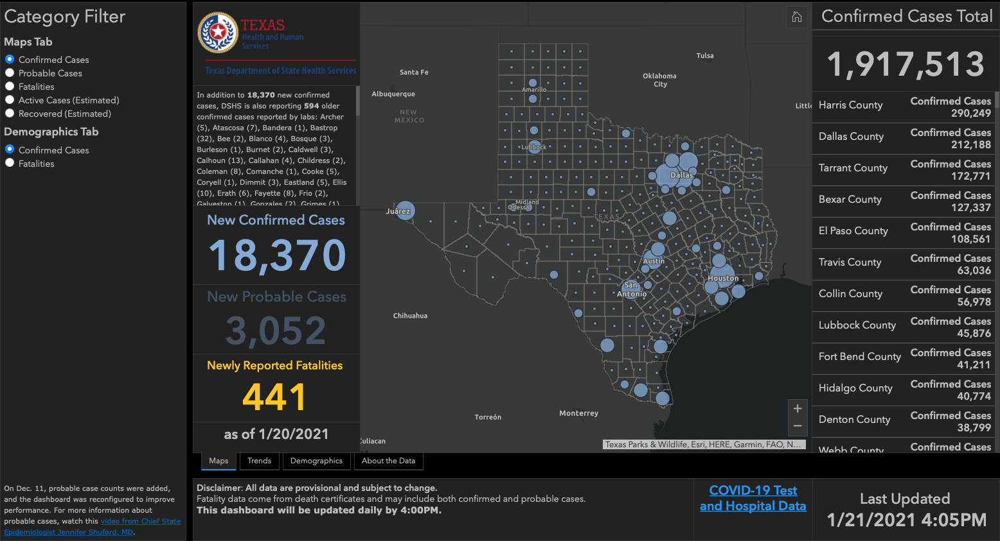 Category Filter
Maps Tab
Confirmed Cases
Probable Cases
Fatalities
Active Cases (Estimated)
Recovered (Estimated)
Demographics Tab
Confirmed Cases
Fatalities
On Dec. 11, probable case counts were added,
and the dashboard was reconfigured to improve
performance. For more information about
probable cases, watch this video from Chief State
Epidemiologist Jennifer Shuford, MD.
TEXAS
Health and Human
Services
Texas Department of State Health Services
In addition to 18,370 new confirmed
cases, DSHS is also reporting 594 older
confirmed cases reported by labs: Archer
(5), Atascosa (7), Bandera (1), Bastrop
(32), Bee (2), Blanco (4), Bosque (3),
Burleson (1), Burnet (2), Caldwell (3),
Calhoun (13), Callahan (4), Childress (2),
Coleman (8), Comanche (1), Cooke (5),
Coryell (1), Dimmit (3), Eastland (5), Ellis
(10), Erath (6), Fayette (8), Frio (2),
Galveston (1), Gonzales (2), Grimes (1),
New Confirmed Cases
18,370
New Probable Cases
3,052
Newly Reported Fatalities
441
as of 1/20/2021
Tulsa
Santa Fe
Oklahoma
City
Amarillo
Albuquerque
Little
NEW
MEXICO
Lubbock
Dallas
Midland
Odessa
Juárez
TEXAS
Austin
Houston
San
Antonio
Chihuahua
Monterrey
Torreón
Culiacan
+
−
Texas Parks & Wildlife, Esri, HERE, Garmin, FAO, N...
Maps
Trends
Demographics
About the Data
Confirmed Cases Total
1,917,513
Harris County Confirmed Cases
290,249
Dallas County Confirmed Cases
212,188
Tarrant County Confirmed Cases
172,771
Bexar County Confirmed Cases
127,337
El Paso County Confirmed Cases
108,561
Travis County Confirmed Cases
63,036
Collin County Confirmed Cases
56,978
Lubbock County Confirmed Cases
45,876
Fort Bend County Confirmed Cases
41,211
Hidalgo County Confirmed Cases
40,774
Denton County Confirmed Cases
38,799
Webb County Confirmed Cases
Disclaimer: All data are provisional and subject to change.
Fatality data come from death certificates and may include both confirmed and probable cases.
This dashboard will be updated daily by 4:00PM.
COVID-19 Test
and Hospital Data
Last Updated
1/21/2021 4:05PM